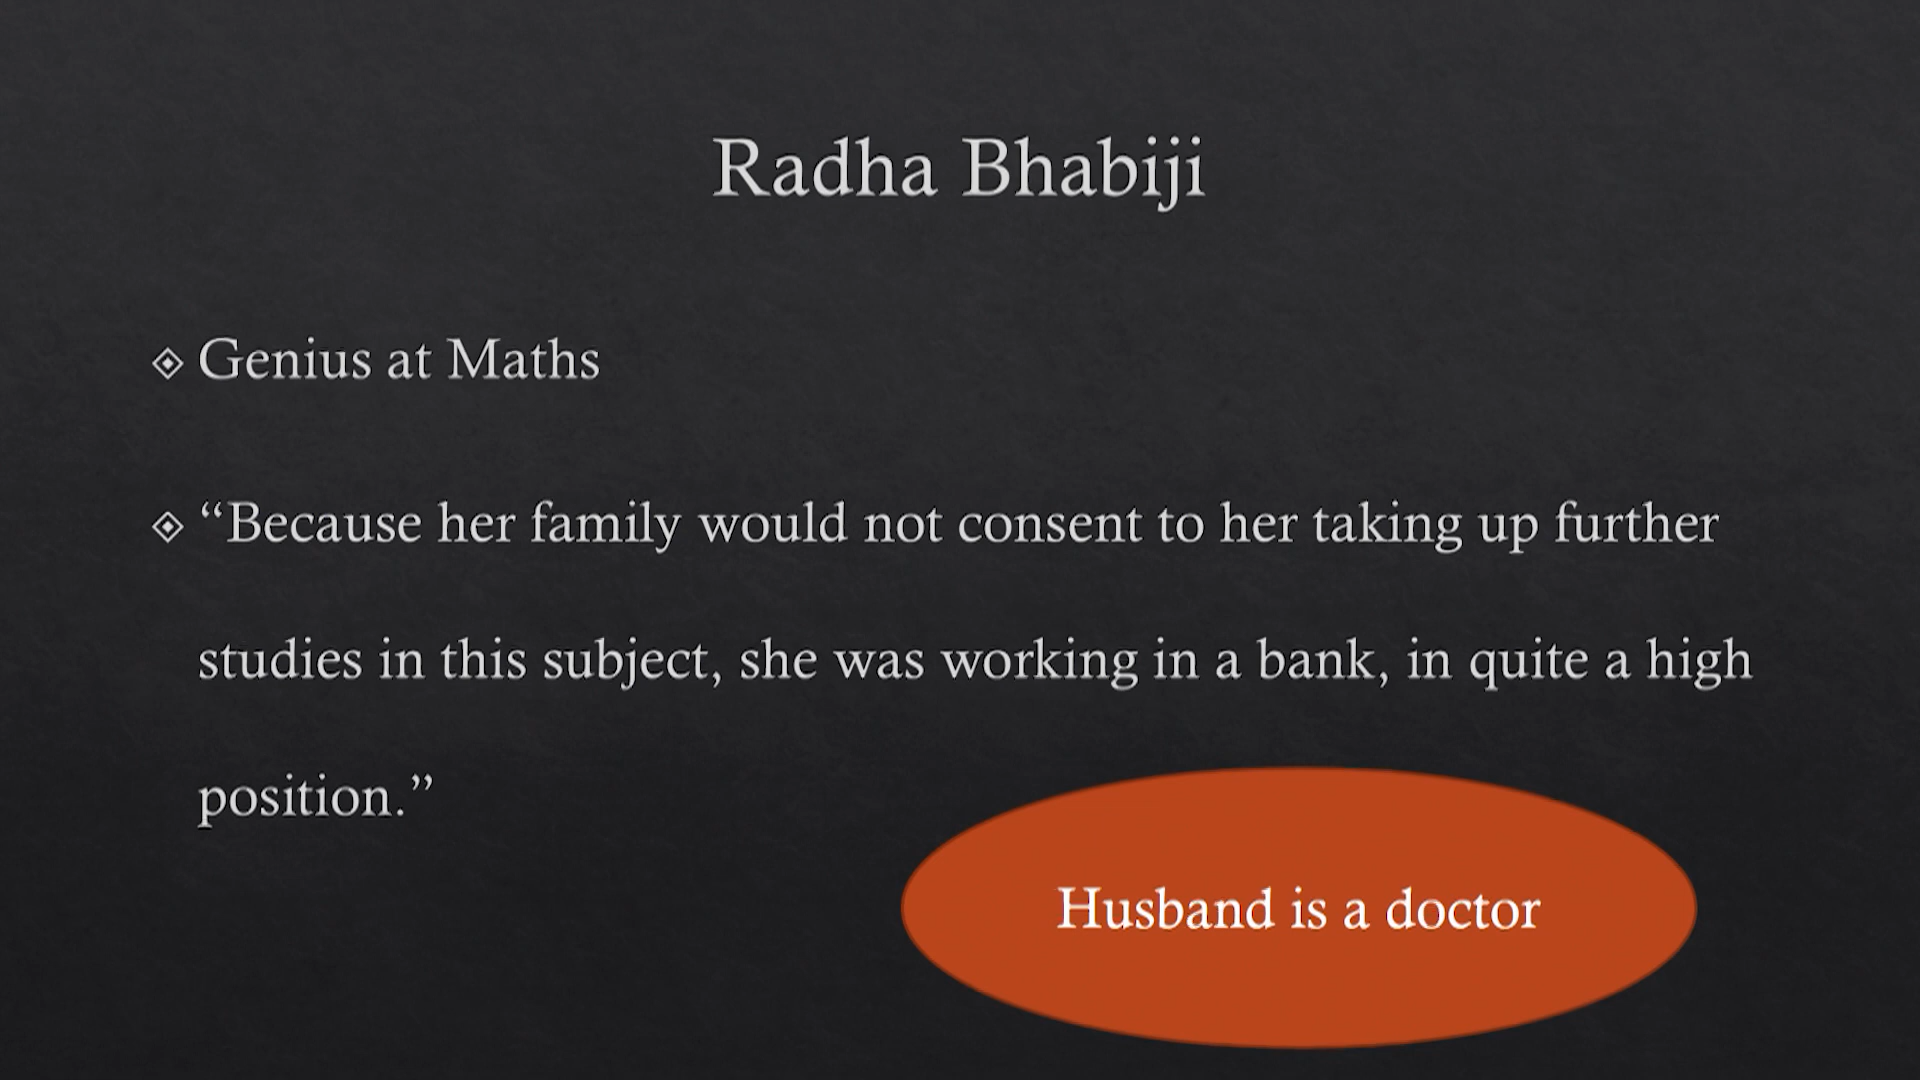 Radha Bhabiji
Genius at Maths
“Because her family would not consent to her taking up further
studies in this subject, she was working in a bank, in quite a high
position.”
Husband is a doctor